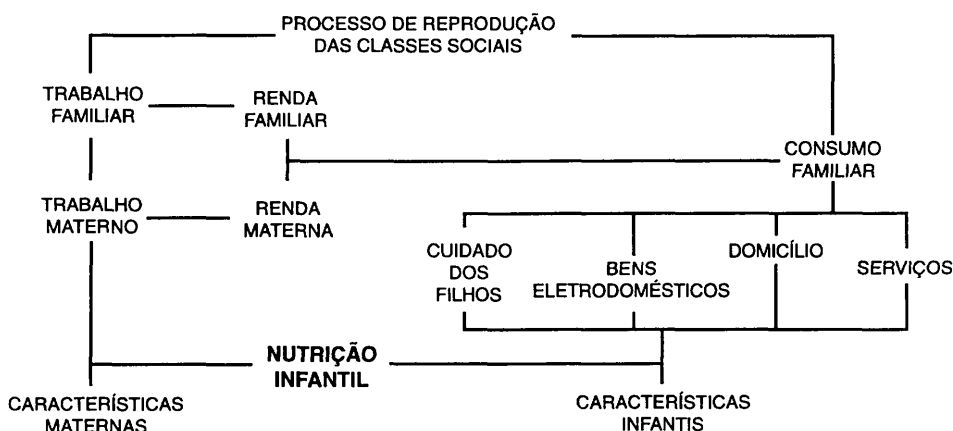 PROCESSO DE REPRODUÇÃO
DAS CLASSES SOCIAIS
TRABALHO
FAMILIAR
RENDA
FAMILIAR
CONSUMO
FAMILIAR
TRABALHO
MATERNO
RENDA
MATERNA
CUIDADO
DOS
FILHOS
BENS
ELETRODOMÉSTICOS
DOMICÍLIO
SERVIÇOS
NUTRIÇÃO
INFANTIL
CARACTERÍSTICAS
MATERNAS
CARACTERÍSTICAS
INFANTIS